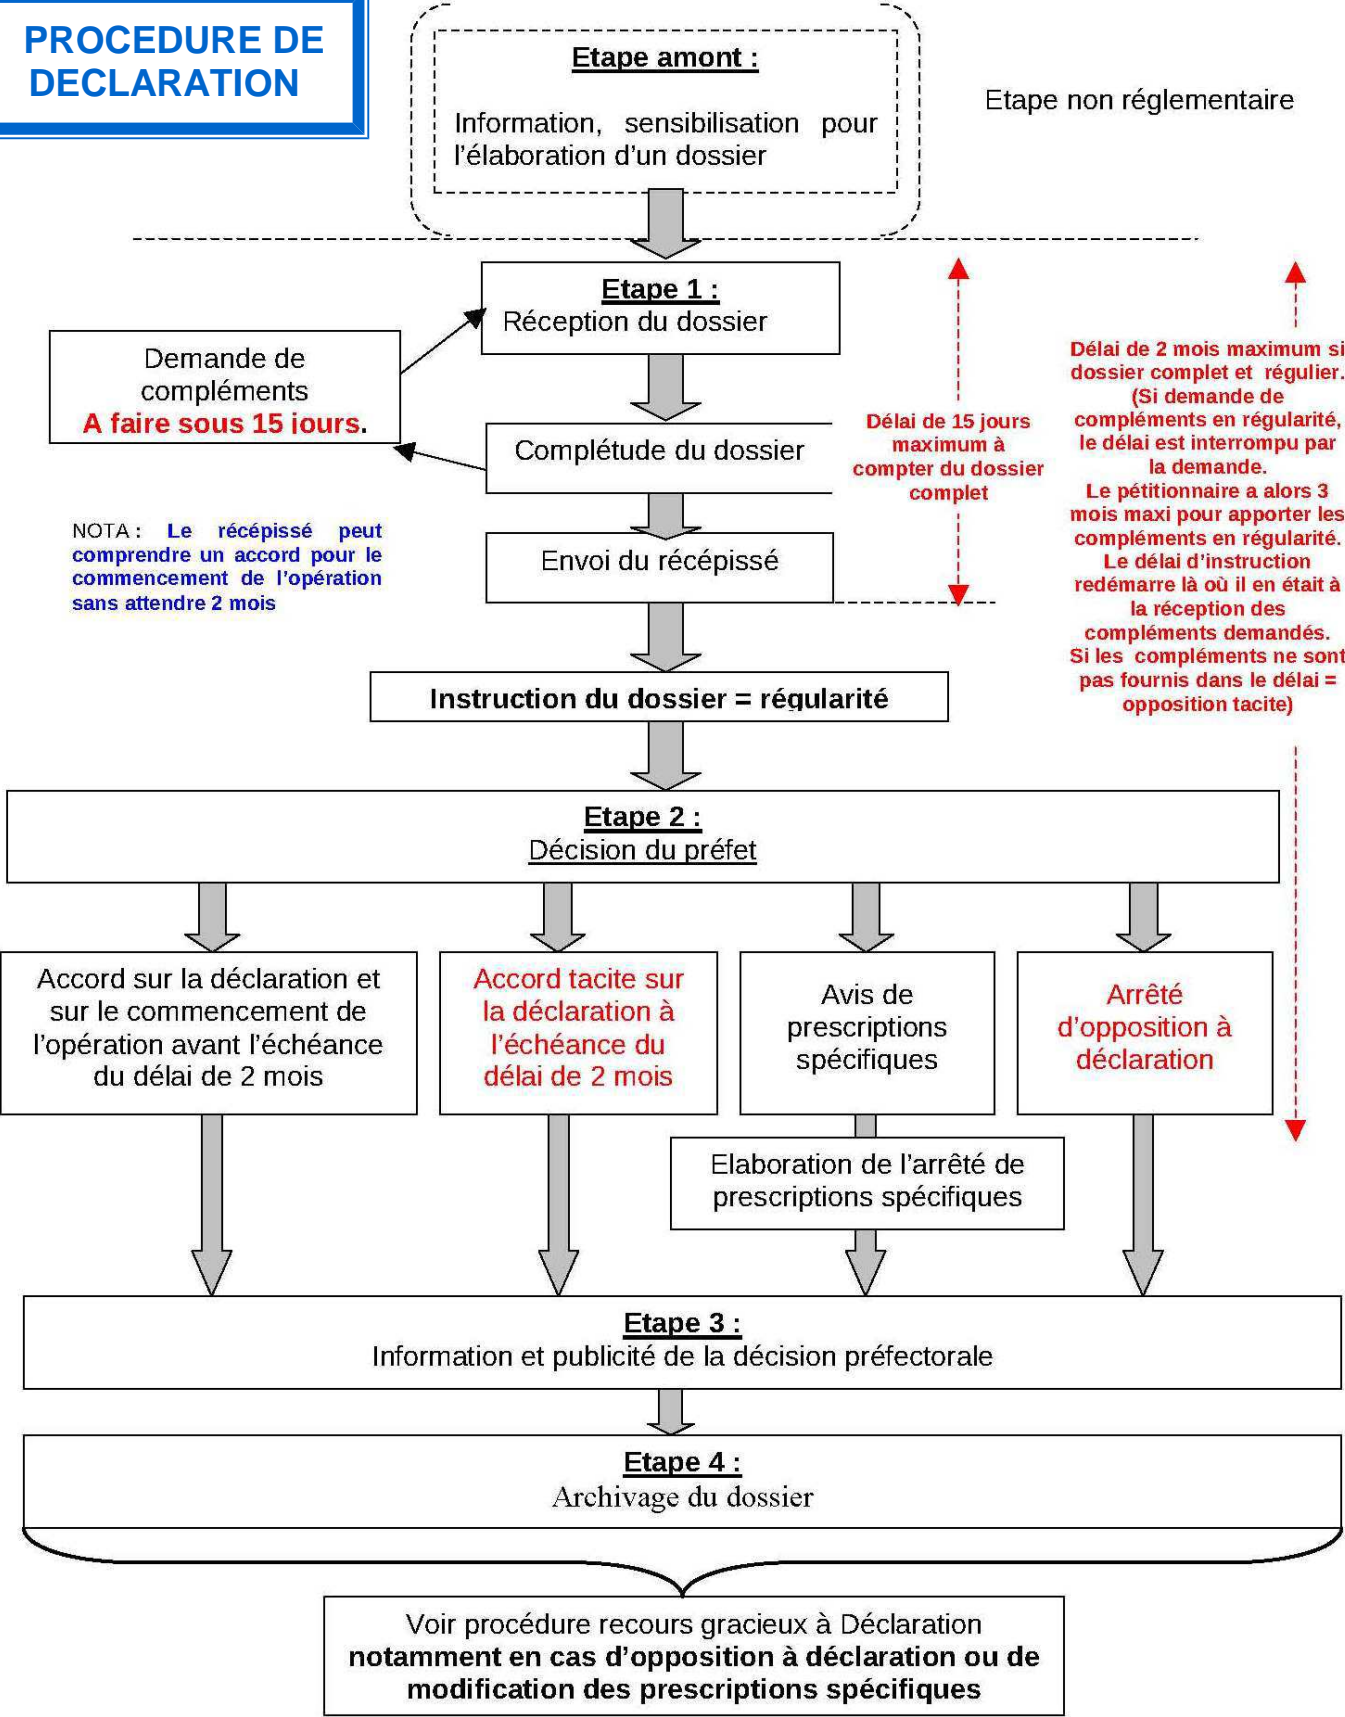 PROCEDURE DE
DECLARATION
Etape amont :
Information, sensibilisation pour
l’élaboration d’un dossier
Etape non réglementaire
Etape 1 :
Réception du dossier
Demande de
compléments
A faire sous 15 jours.
Complétude du dossier
Envoi du récépissé
Délai de 15 jours
maximum à
compter du dossier
complet
Délai de 2 mois maximum si
dossier complet et régulier.
(Si demande de
compléments en régularité,
le délai est interrompu par
la demande.
Le pétitionnaire a alors 3
mois maxi pour apporter les
compléments en régularité.
Le délai d’instruction
redémarre là où il en était à
la réception des
compléments demandés.
Si les compléments ne sont
pas fournis dans le délai =
opposition tacite)
NOTA : Le récépissé peut
comprendre un accord pour le
commencement de l’opération
sans attendre 2 mois
Instruction du dossier = régularité
Etape 2 :
Décision du préfet
Accord sur la déclaration et
sur le commencement de
l’opération avant l’échéance
du délai de 2 mois
Accord tacite sur
la déclaration à
l’échéance du
délai de 2 mois
Avis de
prescriptions
spécifiques
Arrêté
d’opposition à
déclaration
Elaboration de l’arrêté de
prescriptions spécifiques
Etape 3 :
Information et publicité de la décision préfectorale
Etape 4 :
Archivage du dossier
Voir procédure recours gracieux à Déclaration
notamment en cas d’opposition à déclaration ou de
modification des prescriptions spécifiques